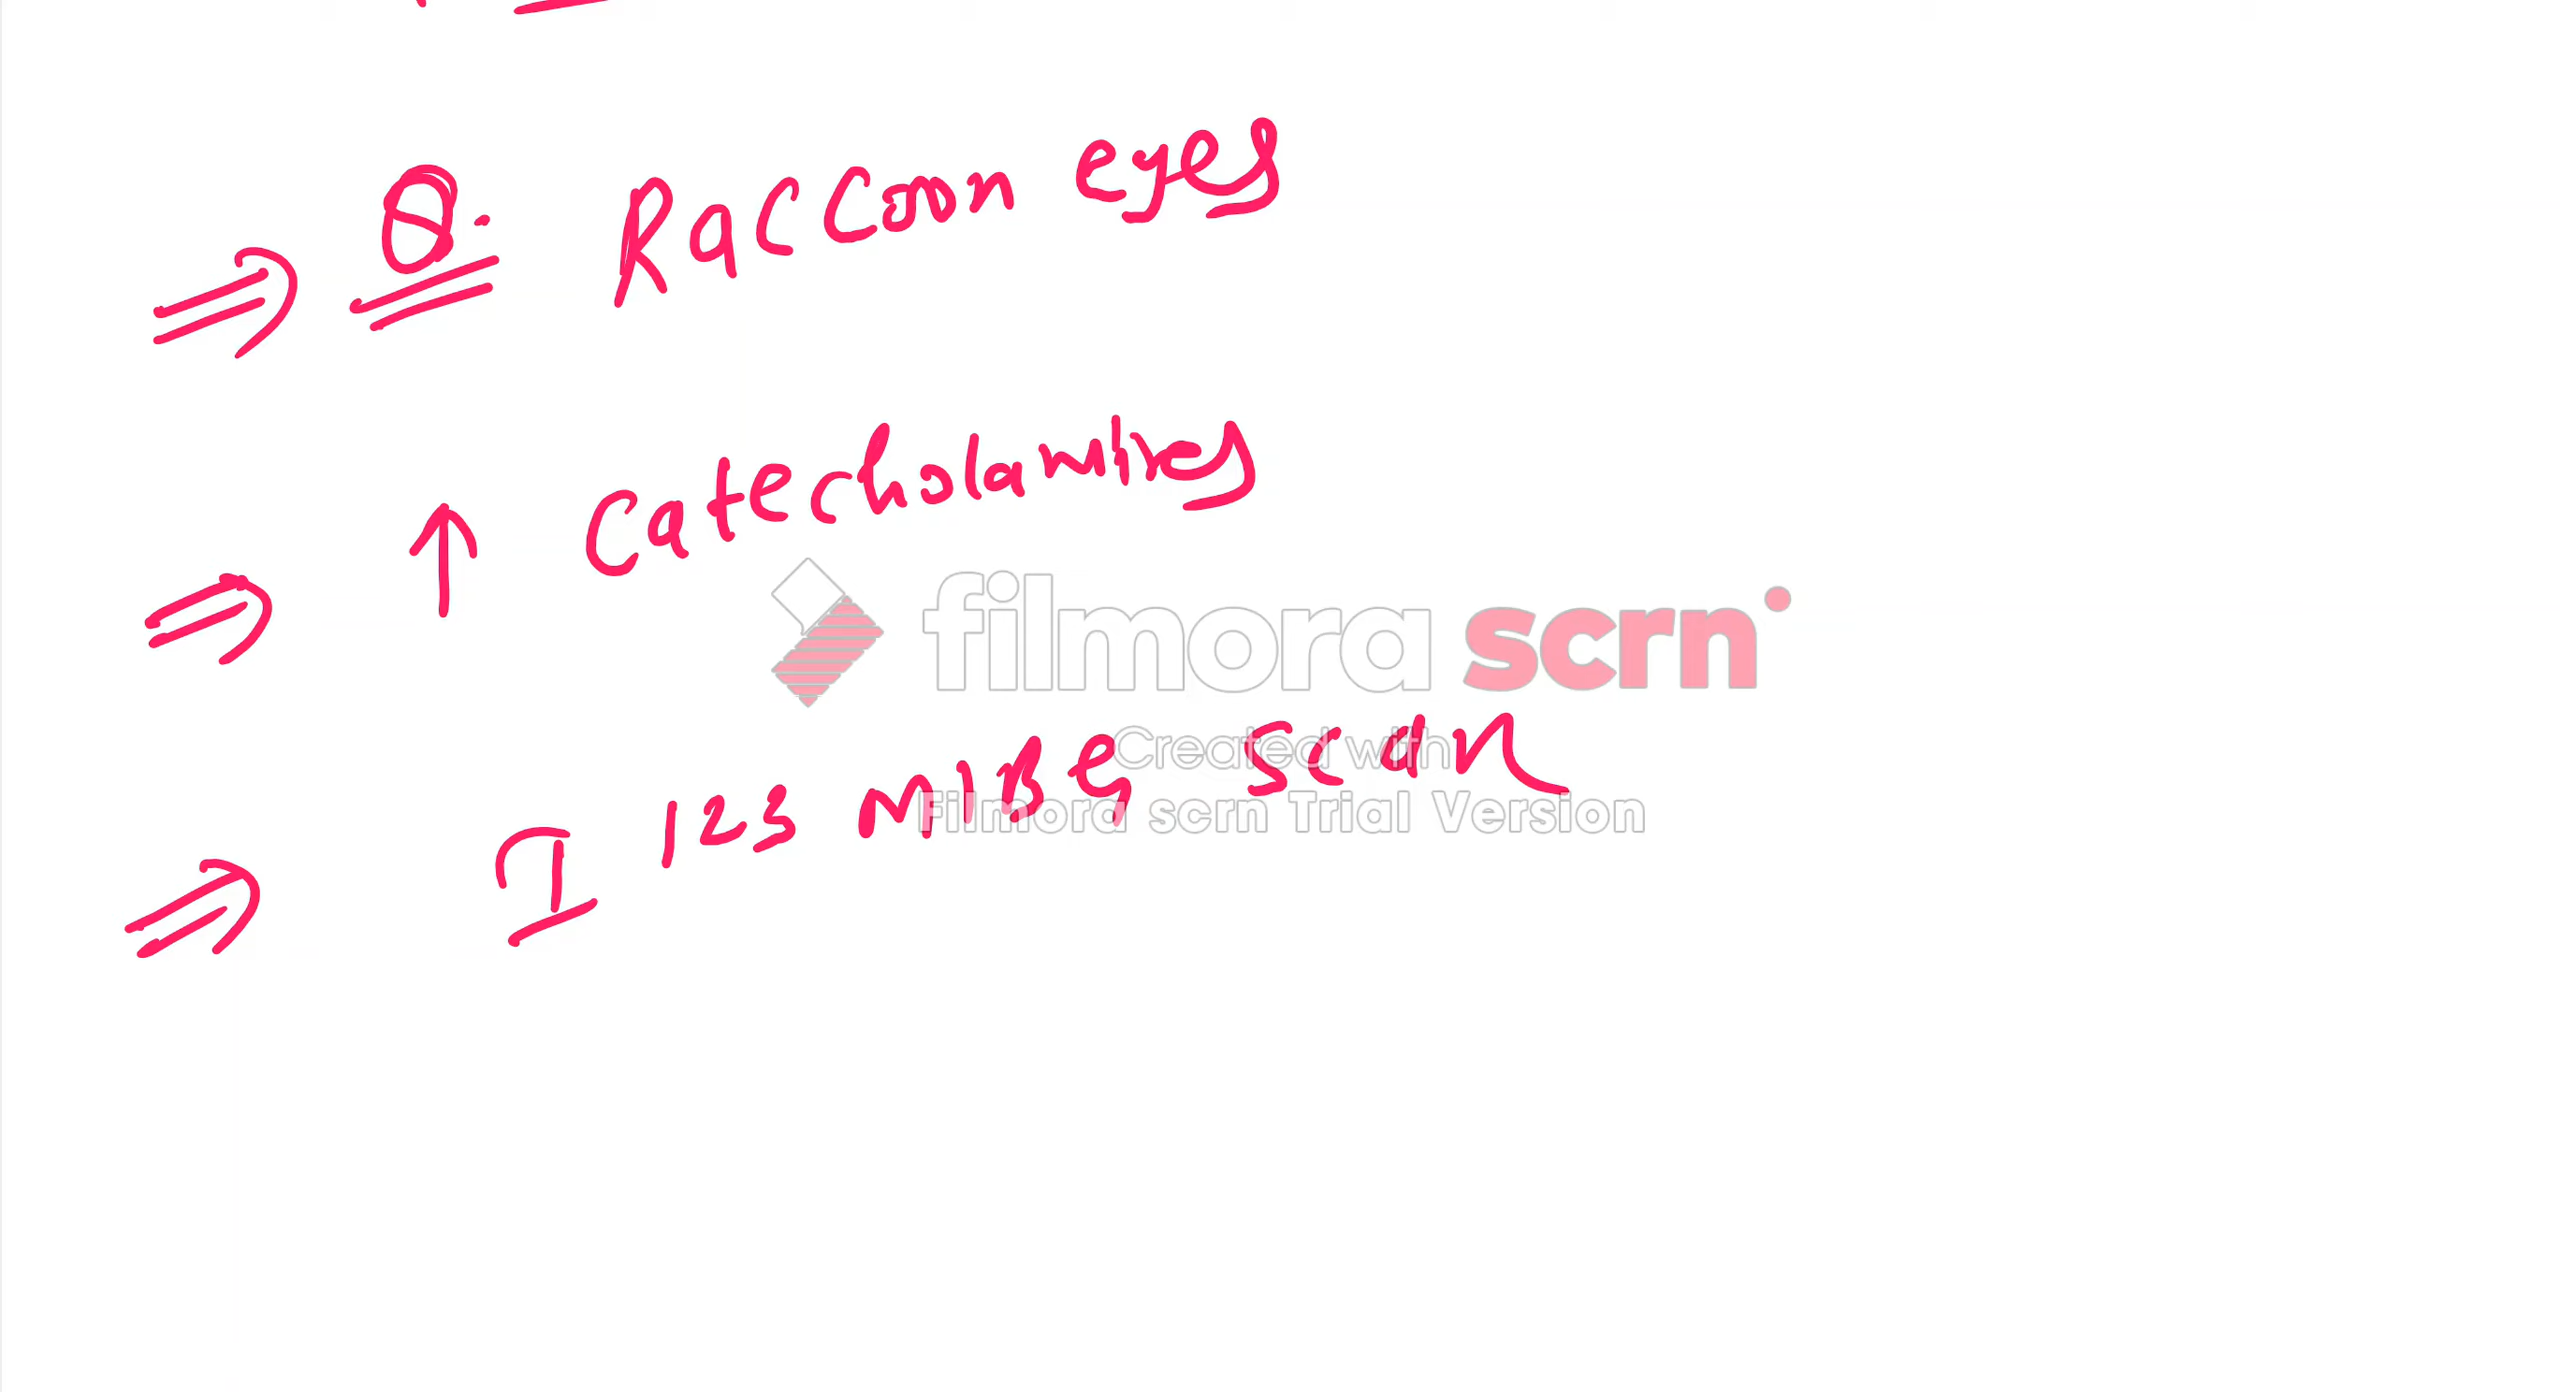 ⇒ Q. Raccoon eyes
⇒ ↑ Catecholamines
filmora scrn
Created with
Filmora scrn Trial Version
⇒ I 123 MIBG scan